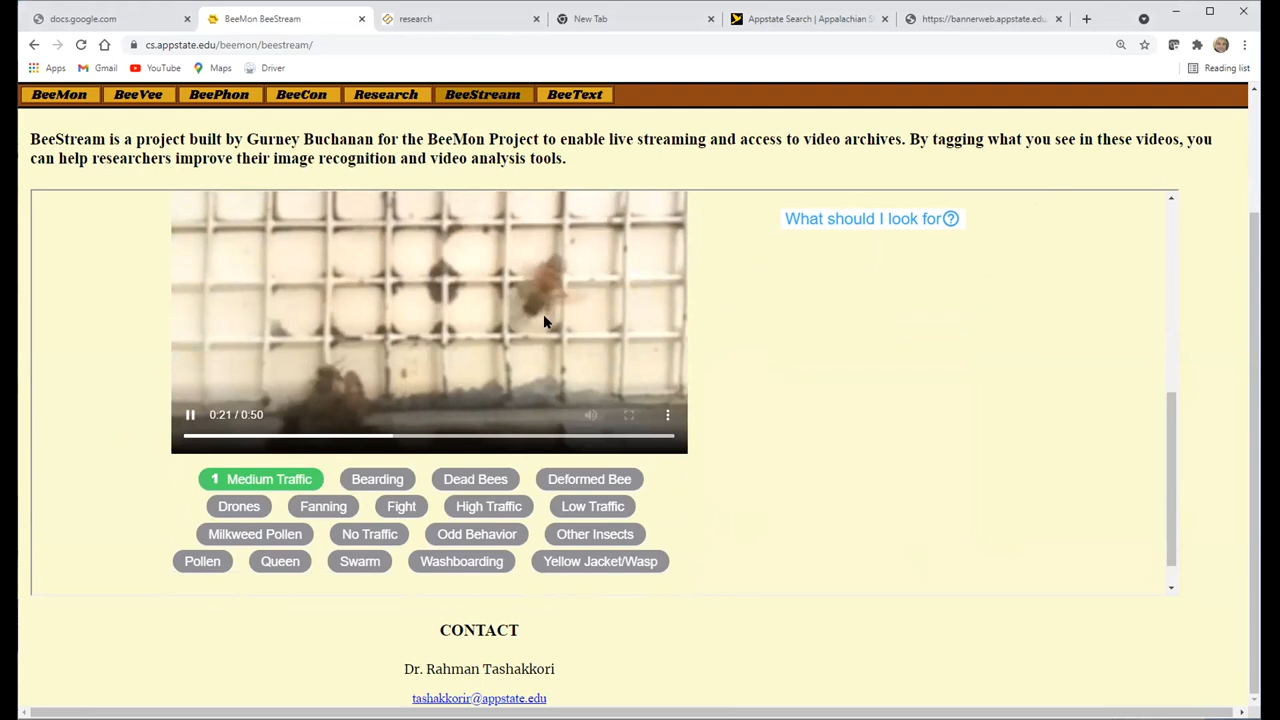 docs.google.com
BeeMon BeeStream
research
New Tab
Appstate Search | Appalachian S
https://bannerweb.appstate.edu
cs.appstate.edu/beemon/beestream/
Apps
Gmail
YouTube
Maps
Driver
Reading list
BeeMon
BeeVee
BeePhon
BeeCon
Research
BeeStream
BeeText
BeeStream is a project built by Gurney Buchanan for the BeeMon Project to enable live streaming and access to video archives. By tagging what you see in these videos, you
can help researchers improve their image recognition and video analysis tools.
What should I look for?
0:21 / 0:50
1 Medium Traffic
Bearding
Dead Bees
Deformed Bee
Drones
Fanning
Fight
High Traffic
Low Traffic
Milkweed Pollen
No Traffic
Odd Behavior
Other Insects
Pollen
Queen
Swarm
Washboarding
Yellow Jacket/Wasp
CONTACT
Dr. Rahman Tashakkori
tashakkorir@appstate.edu